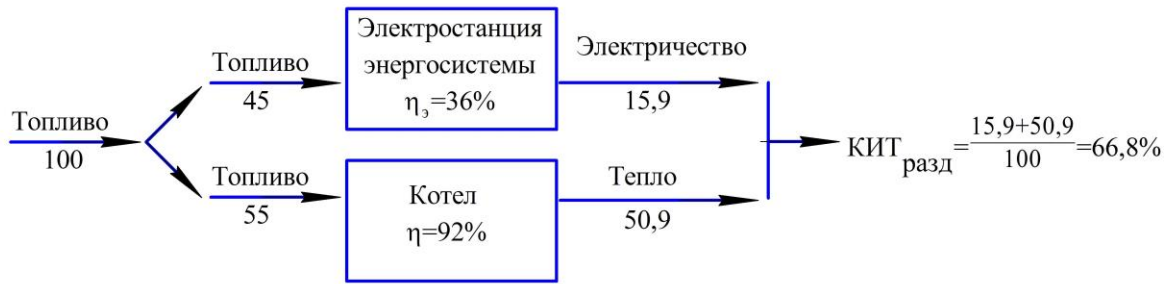 Топливо
100
Топливо
45
Электростанция
энергосистемы
ηэ=36%
Электричество
15,9
Топливо
55
Котел
η=92%
Тепло
50,9
КИТразд=15,9+50,9/100=66,8%